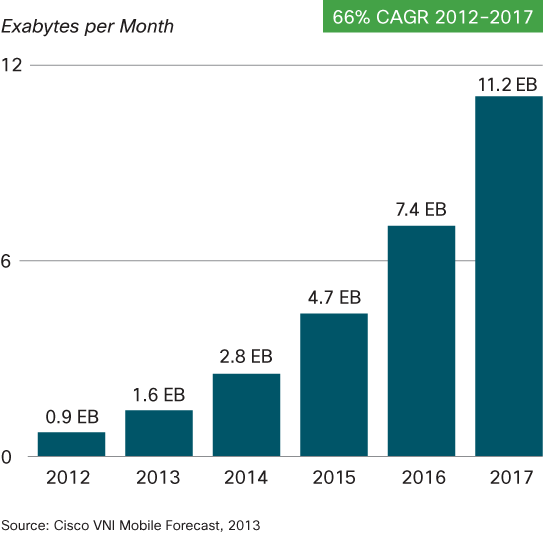 Exabytes per Month
66% CAGR 2012–2017
12
11.2 EB
7.4 EB
6
4.7 EB
2.8 EB
1.6 EB
0.9 EB
0
2012 2013 2014 2015 2016 2017
Source: Cisco VNI Mobile Forecast, 2013